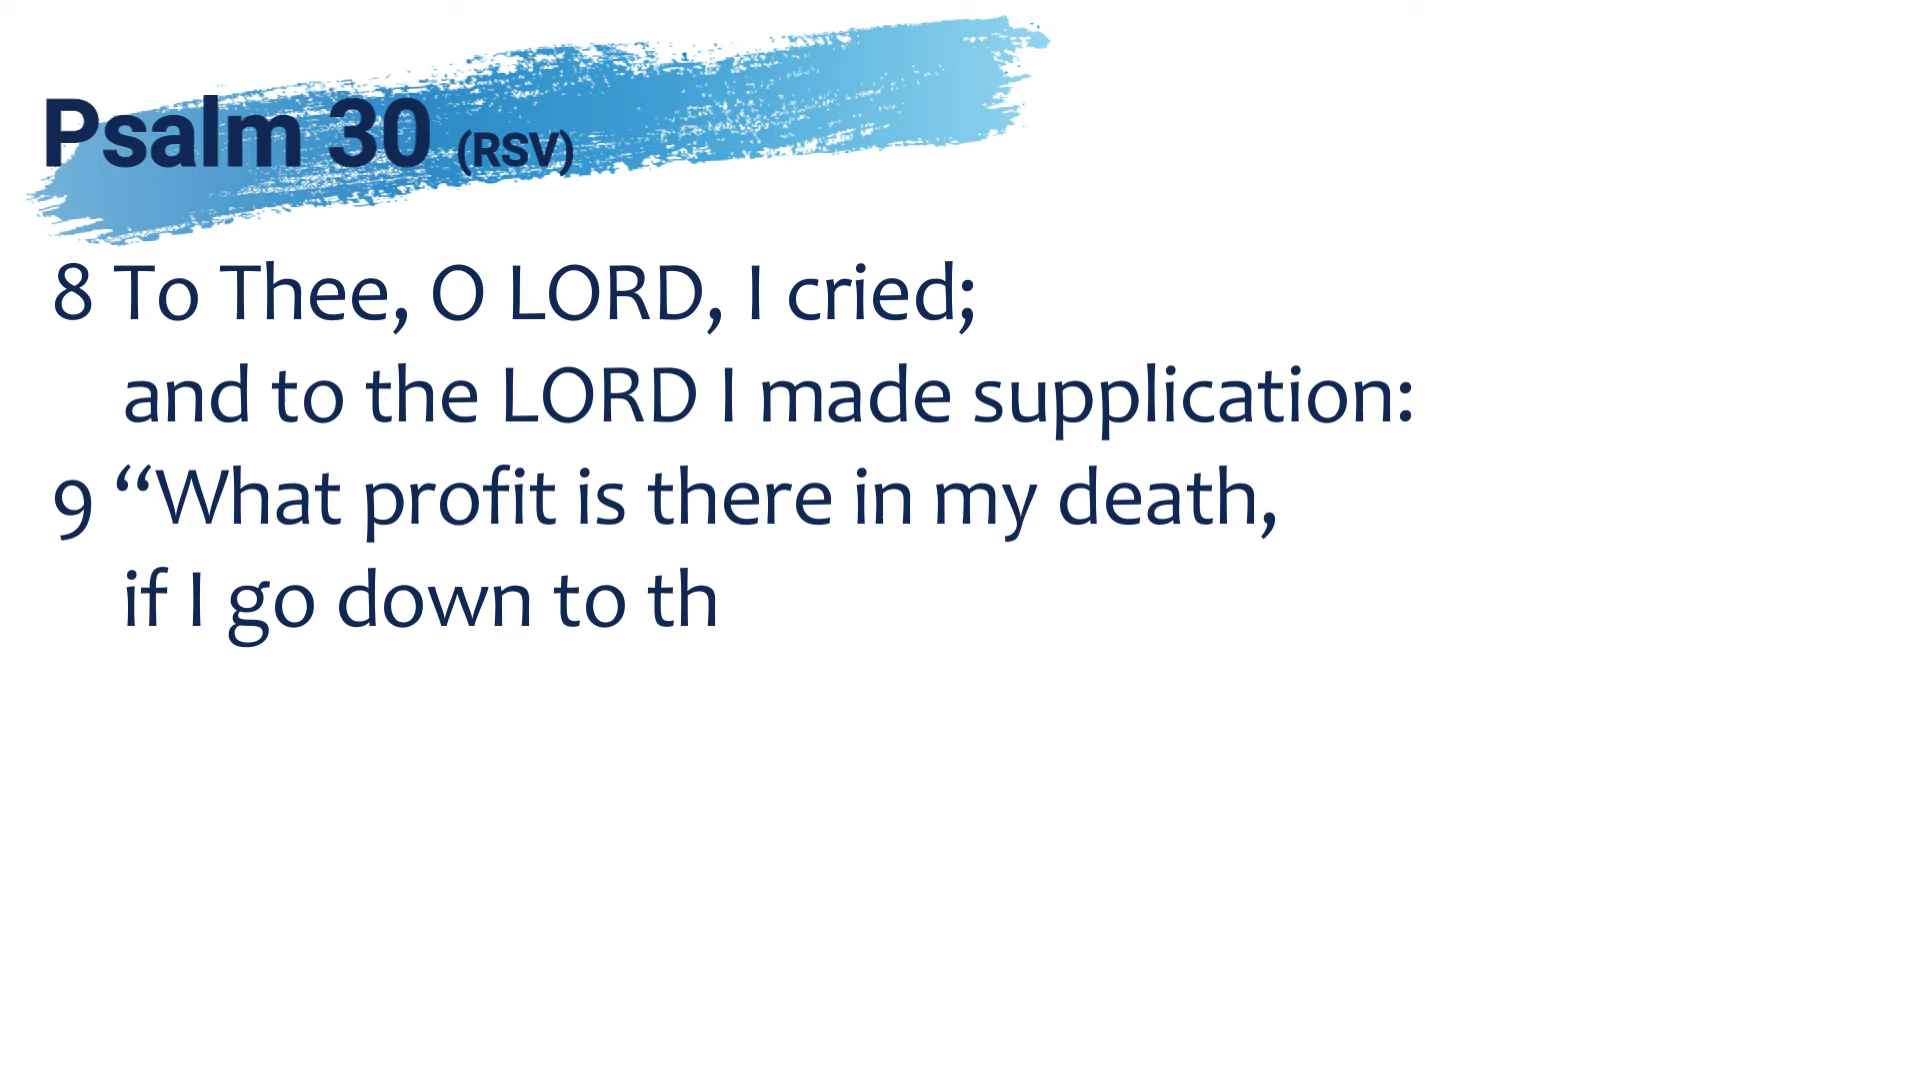 Psalm 30 (RSV)
8 To Thee, O LORD, I cried;
and to the LORD I made supplication:
9 “What profit is there in my death,
if I go down to th